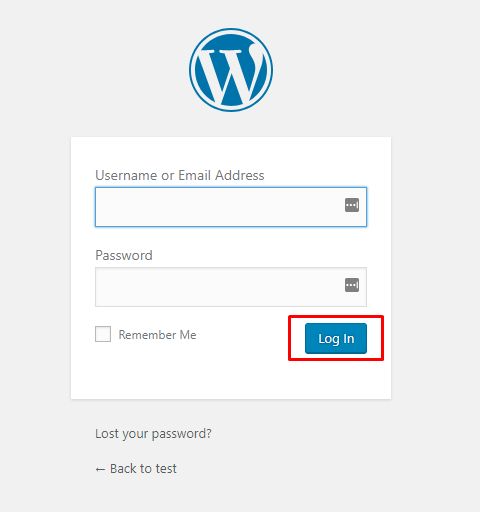 Username or Email Address
Password
Remember Me
Log In
Lost your password?
← Back to test